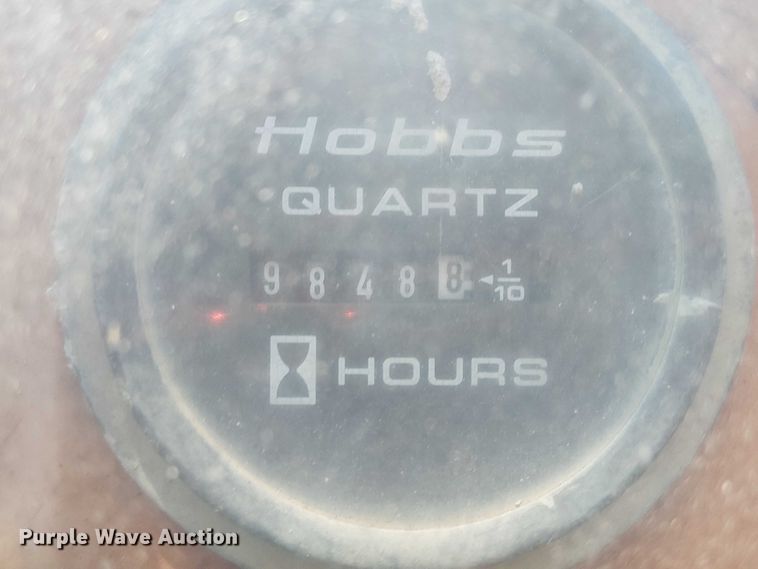 Hobbs
QUARTZ
9 8 4 8 8 ◄ 1/10
HOURS
Purple Wave Auction